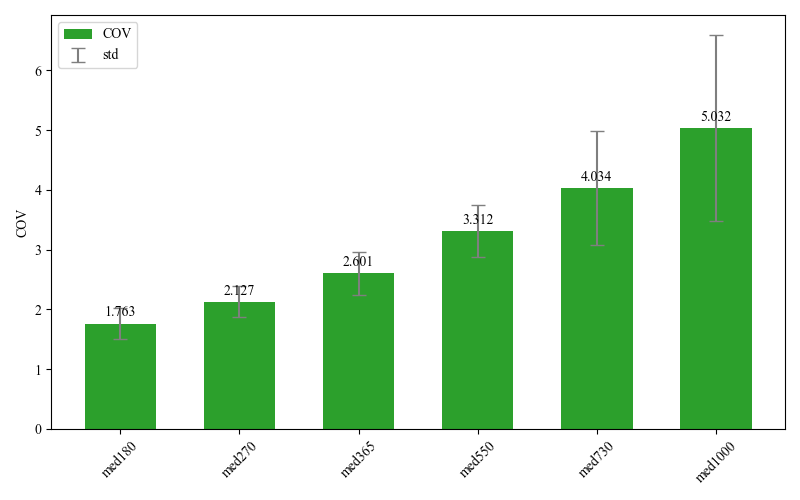 COV
std
6
5
4
3
2
1
0
COV
1.763
2.127
2.601
3.312
4.034
5.032
med180
med270
med365
med550
med730
med1000